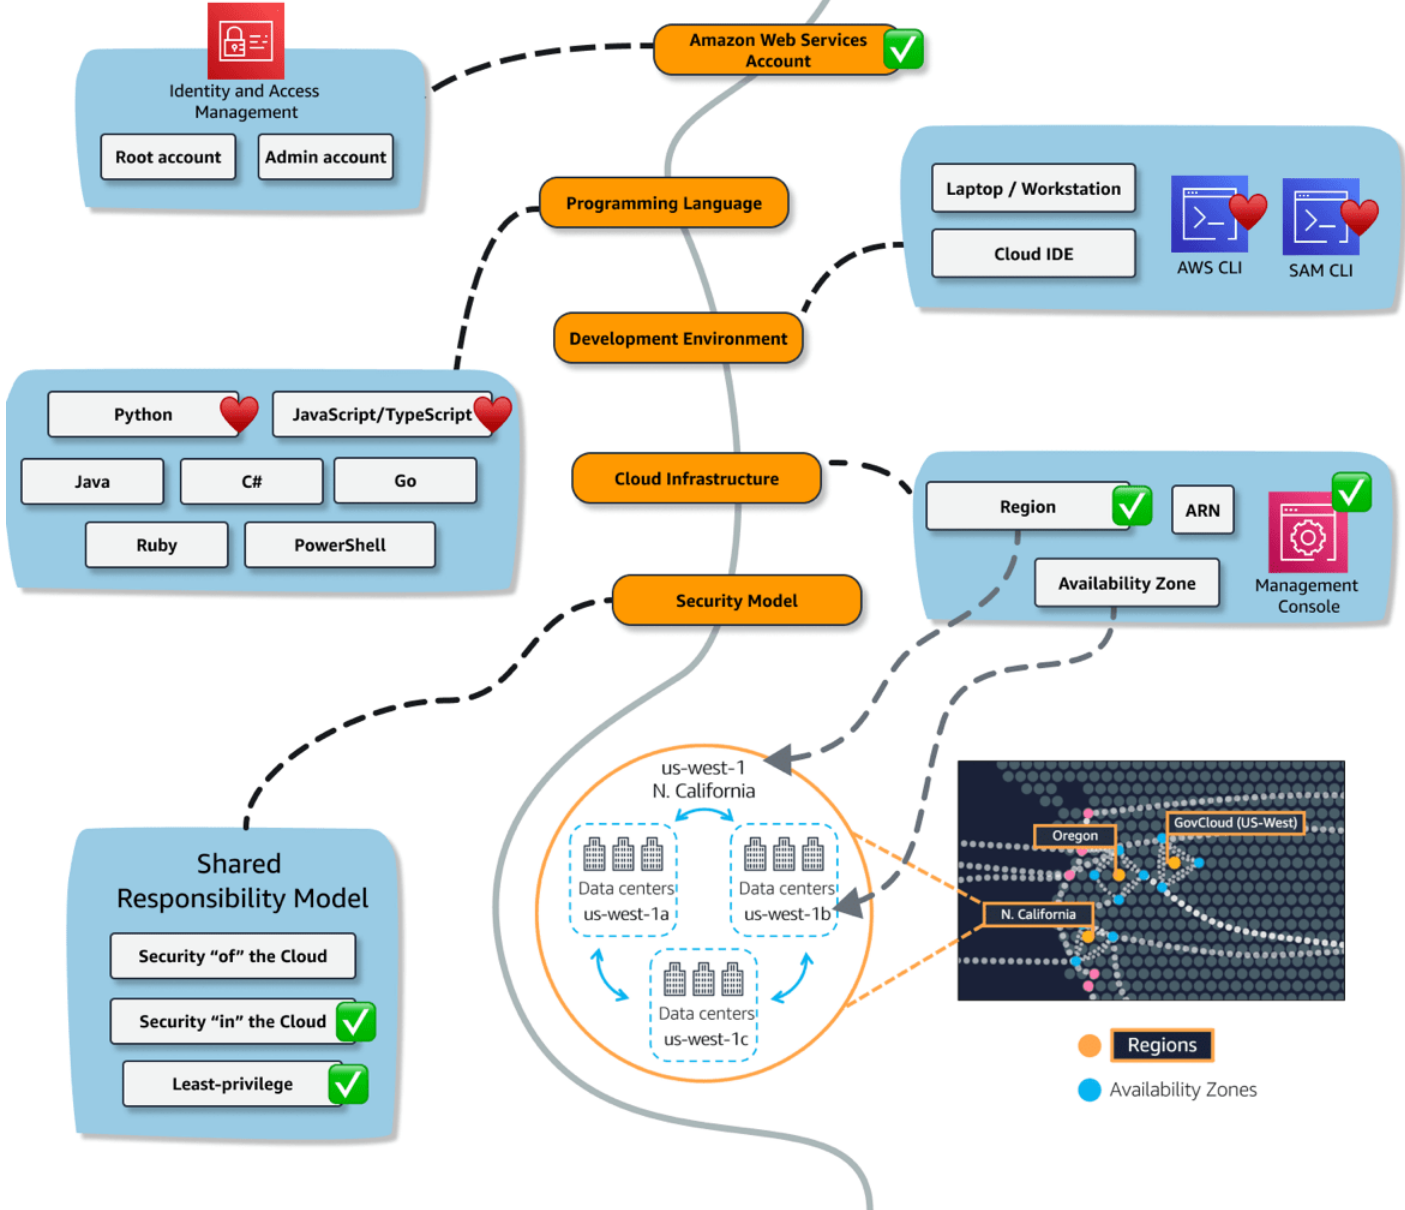 Amazon Web Services
Account
Identity and Access
Management
Root account
Admin account
Programming Language
Laptop / Workstation
Cloud IDE
AWS CLI
SAM CLI
Development Environment
Python
JavaScript/TypeScript
Java
C#
Go
Ruby
PowerShell
Cloud Infrastructure
Region
ARN
Availability Zone
Management
Console
Security Model
Shared
Responsibility Model
Security “of” the Cloud
Security “in” the Cloud
Least-privilege
us-west-1
N. California
Data centers
us-west-1a
Data centers
us-west-1b
Data centers
us-west-1c
GovCloud (US-West)
Oregon
N. California
Regions
Availability Zones